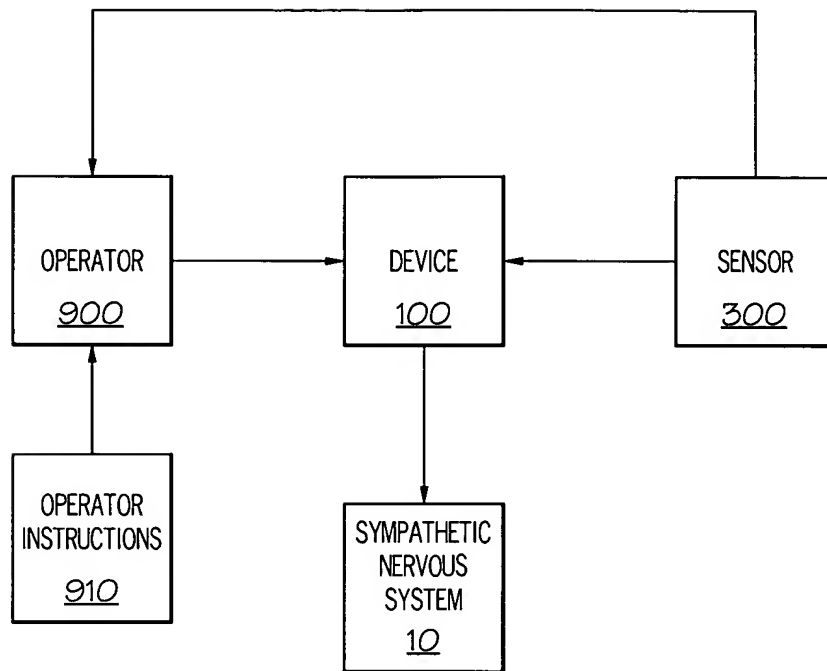 OPERATOR
900
DEVICE
100
SENSOR
300
OPERATOR
INSTRUCTIONS
910
SYMPATHETIC
NERVOUS
SYSTEM
10